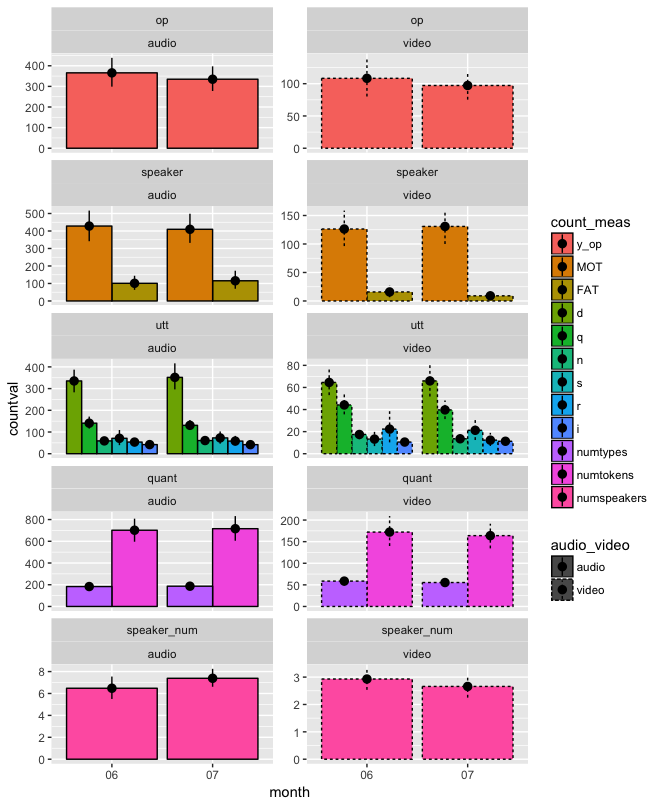 op
op
audio
video
400
300
200
100
0
100
50
0
speaker
speaker
audio
video
500
400
300
200
100
0
150
100
50
0
utt
utt
audio
video
400
300
200
100
0
80
60
40
20
0
quant
quant
audio
video
800
600
400
200
0
200
150
100
50
0
speaker_num
speaker_num
audio
video
8
6
4
2
0
3
2
1
0
06
07
06
07
month
countval
count_meas
y_op
MOT
FAT
d
q
n
s
r
i
numtypes
numtokens
numspeakers
audio_video
audio
video